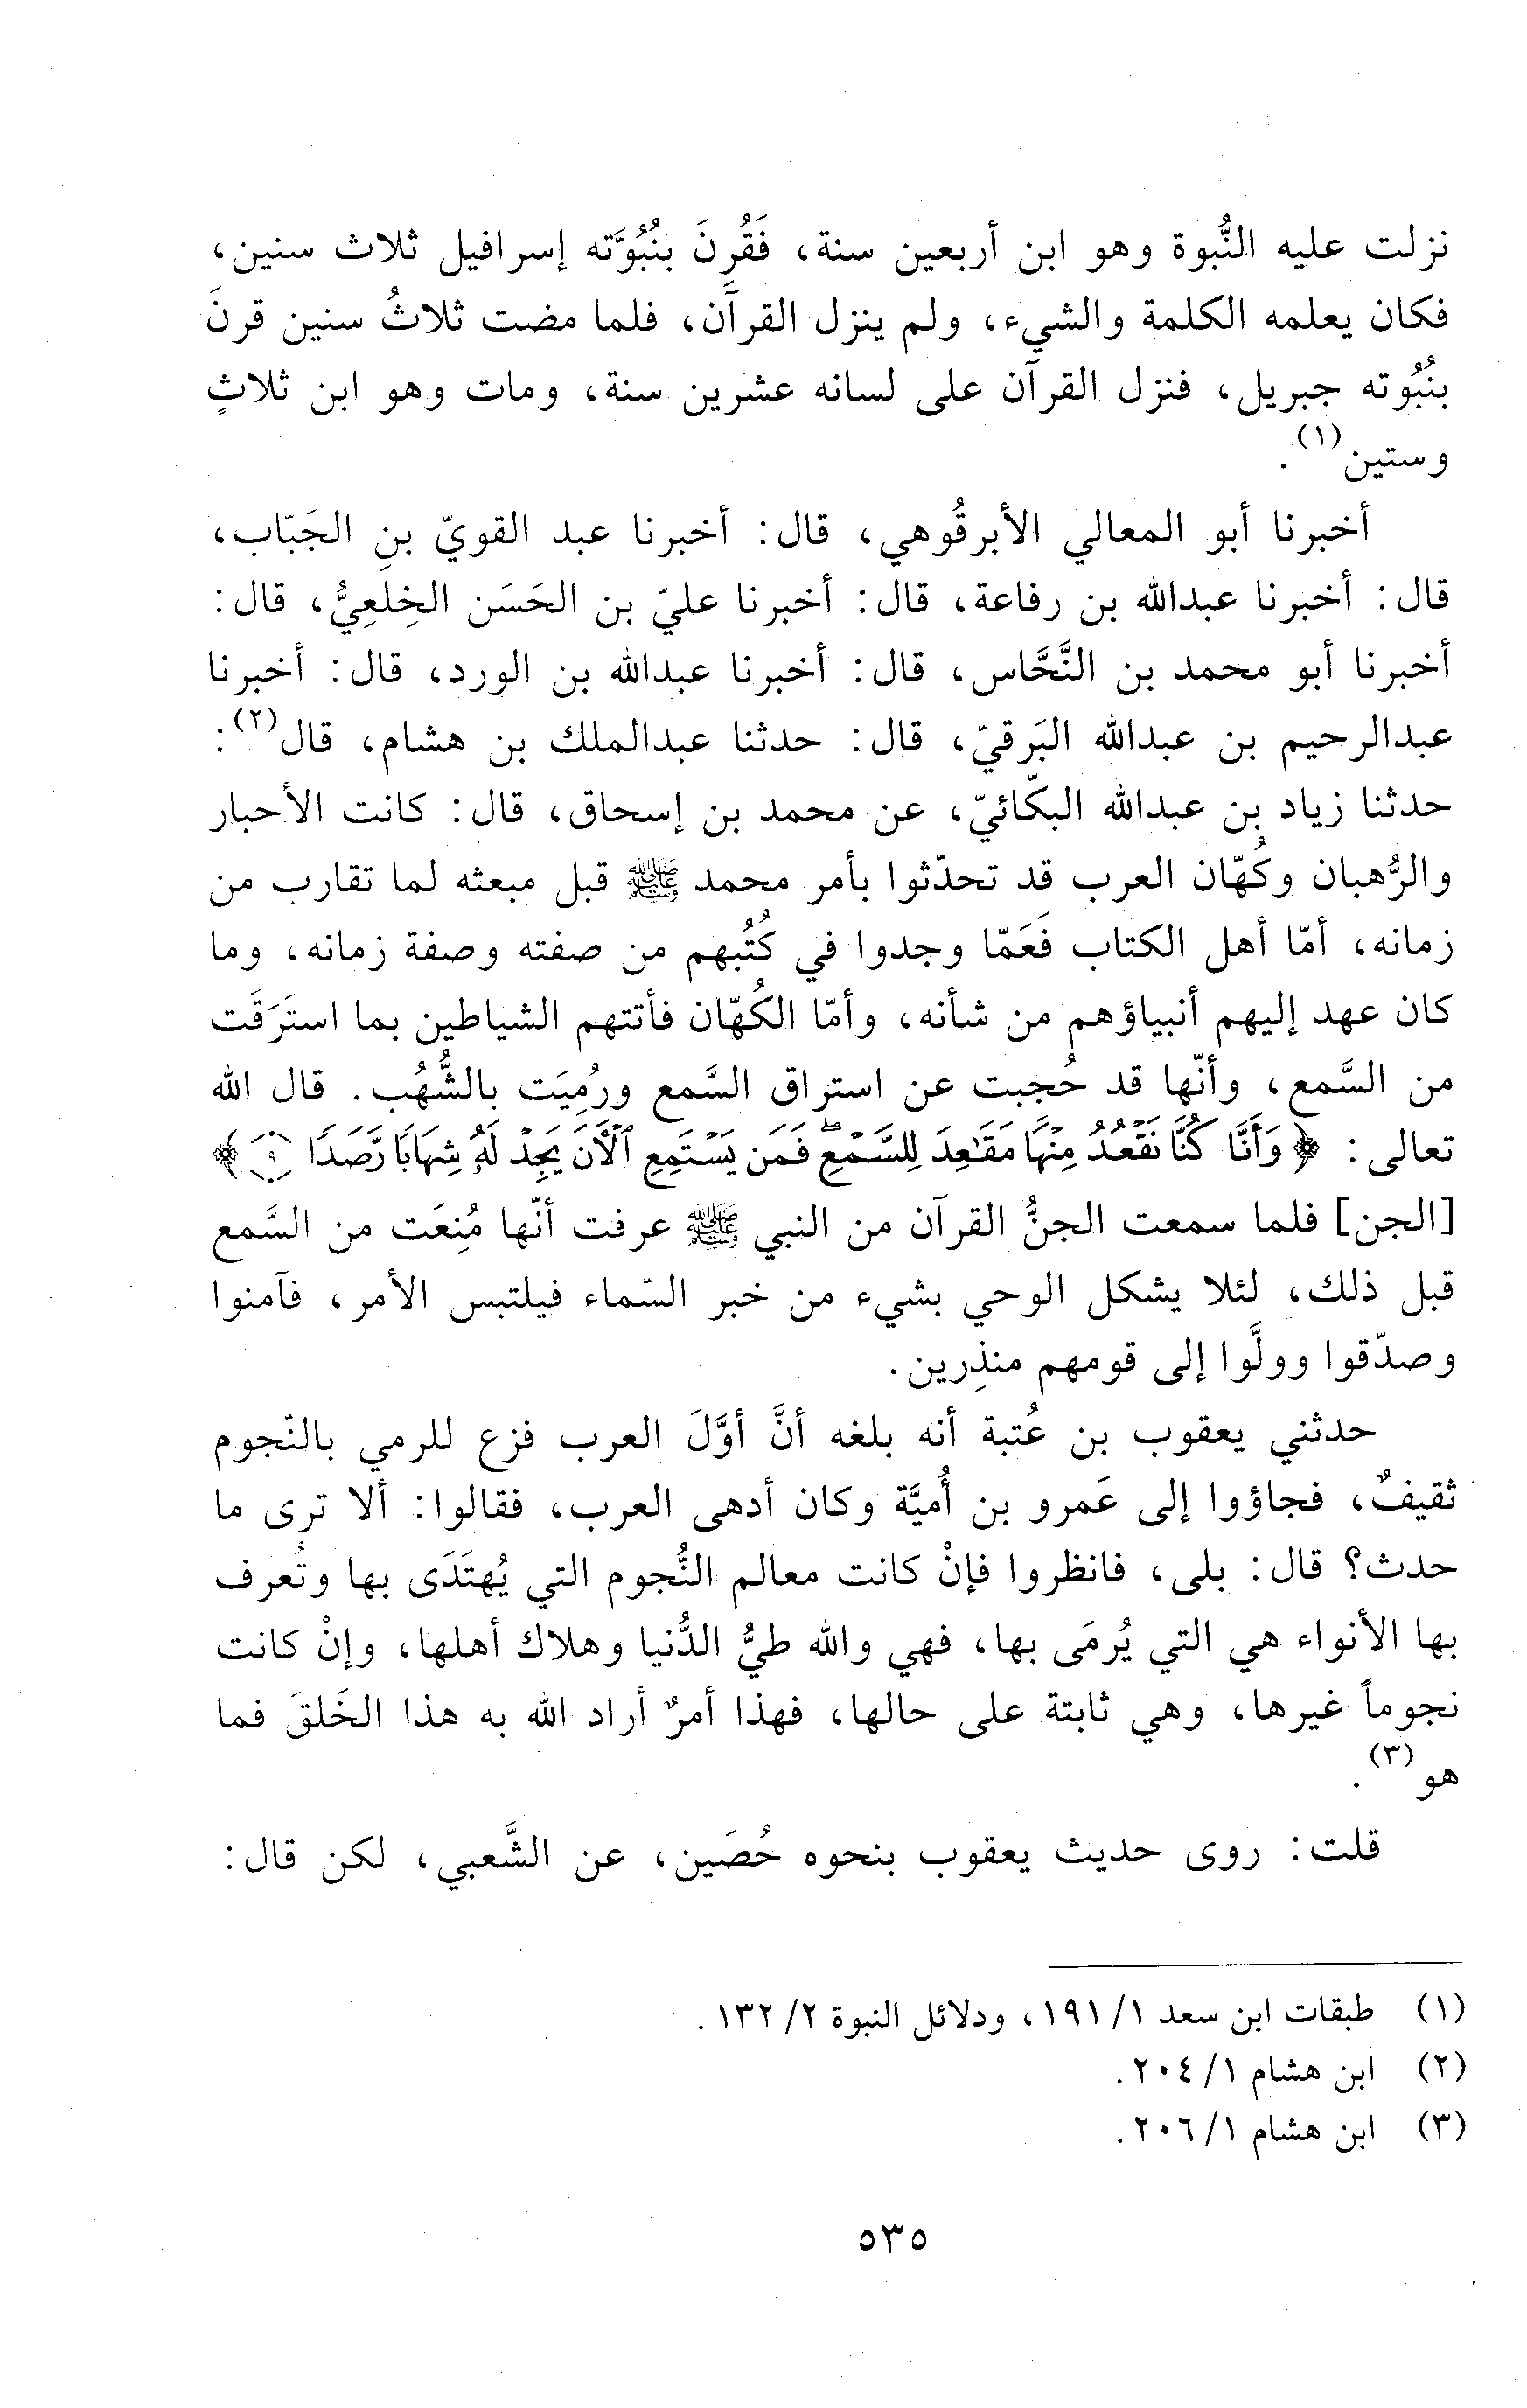 نزلت عليه النُّبوة وهو ابن أربعين سنة، فَقُرِنَ بنُبُوَّته إسرافيل ثلاث سنين،
فكان يعلمه الكلمة والشيء، ولم ينزل القرآن، فلما مضت ثلاثُ سنين قرنَ
بنُبُوته جبريل، فنزل القرآن على لسانه عشرين سنة، ومات وهو ابن ثلاثٍ
وستين(١).
أخبرنا أبو المعالي الأبرقُوهي، قال: أخبرنا عبد القويّ بنِ الجَبّاب،
قال: أخبرنا عبدالله بن رفاعة، قال: أخبرنا عليّ بن الحَسَن الخِلَعِيُّ، قال:
أخبرنا أبو محمد بن النَّحَّاس، قال: أخبرنا عبدالله بن الورد، قال: أخبرنا
عبدالرحيم بن عبدالله البَرقيّ، قال: حدثنا عبدالملك بن هشام، قال(٢):
حدثنا زياد بن عبدالله البكّائيّ، عن محمد بن إسحاق، قال: كانت الأحبار
والرُّهبان وكُهّان العرب قد تحدّثوا بأمر محمد ﷺ قبل مبعثه لما تقارب من
زمانه، أمّا أهل الكتاب فَعَمّا وجدوا في كُتُبهم من صفته وصفة زمانه، وما
كان عهد إليهم أنبياؤهم من شأنه، وأمّا الكُهّان فأتتهم الشياطين بما استَرَقَت
من السَّمع، وأنّها قد حُجبت عن استراق السَّمع ورُمِيَت بالشُّهُب. قال الله
تعالى: ﴿وَأَنَّا كُنَّا نَقْعُدُ مِنْهَا مَقَٰعِدَ لِلسَّمْعِۖ فَمَن يَسْتَمِعِ ٱلْأَنَ يَجِدْ لَهُۥ شِهَابًا رَّصَدًا ٩﴾
[الجن] فلما سمعت الجنُّ القرآن من النبي ﷺ عرفت أنّها مُنِعَت من السَّمع
قبل ذلك، لئلا يشكل الوحي بشيء من خبر السّماء فيلتبس الأمر، فآمنوا
وصدّقوا وولَّوا إلى قومهم منذِرين.
حدثني يعقوب بن عُتبة أنه بلغه أنَّ أوَّلَ العرب فزع للرمي بالنّجوم
ثقيفٌ، فجاؤوا إلى عَمرو بن أُميَّة وكان أدهى العرب، فقالوا: ألا ترى ما
حدث؟ قال: بلى، فانظروا فإنْ كانت معالم النُّجوم التي يُهتَدَى بها وتُعرف
بها الأنواء هي التي يُرمَى بها، فهي والله طيُّ الدُّنيا وهلاك أهلها، وإنْ كانت
نجوماً غيرها، وهي ثابتة على حالها، فهذا أمرٌ أراد الله به هذا الخَلقَ فما
هو(٣).
قلت: روى حديث يعقوب بنحوه حُصَين، عن الشَّعبي، لكن قال:
(١) طبقات ابن سعد ١/ ١٩١، ودلائل النبوة ٢/ ١٣٢.
(٢) ابن هشام ١/ ٢٠٤.
(٣) ابن هشام ١/ ٢٠٦.
٥٣٥